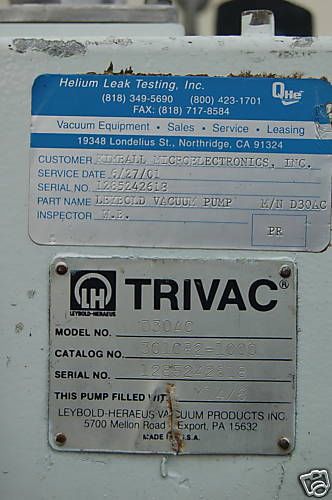 Helium Leak Testing, Inc.
QHe
(818) 349-5690 (800) 423-1701
FAX: (818) 717-8584
Vacuum Equipment • Sales • Service • Leasing
19348 Londelius St., Northridge, CA 91324
CUSTOMER KIMBALL MICROELECTRONICS, INC.
SERVICE DATE 6/27/01
SERIAL NO. 1285242618
PART NAME LEYBOLD VACUUM PUMP M/N D30AC
INSPECTOR W.B.
PR
LH
LEYBOLD-HERAEUS
TRIVAC®
MODEL NO. D30AC
CATALOG NO.
SERIAL NO. 1285242618
THIS PUMP FILLED WITH
LEYBOLD-HERAEUS VACUUM PRODUCTS INC.
5700 Mellon Road Export, PA 15632
MADE IN U.S.A.